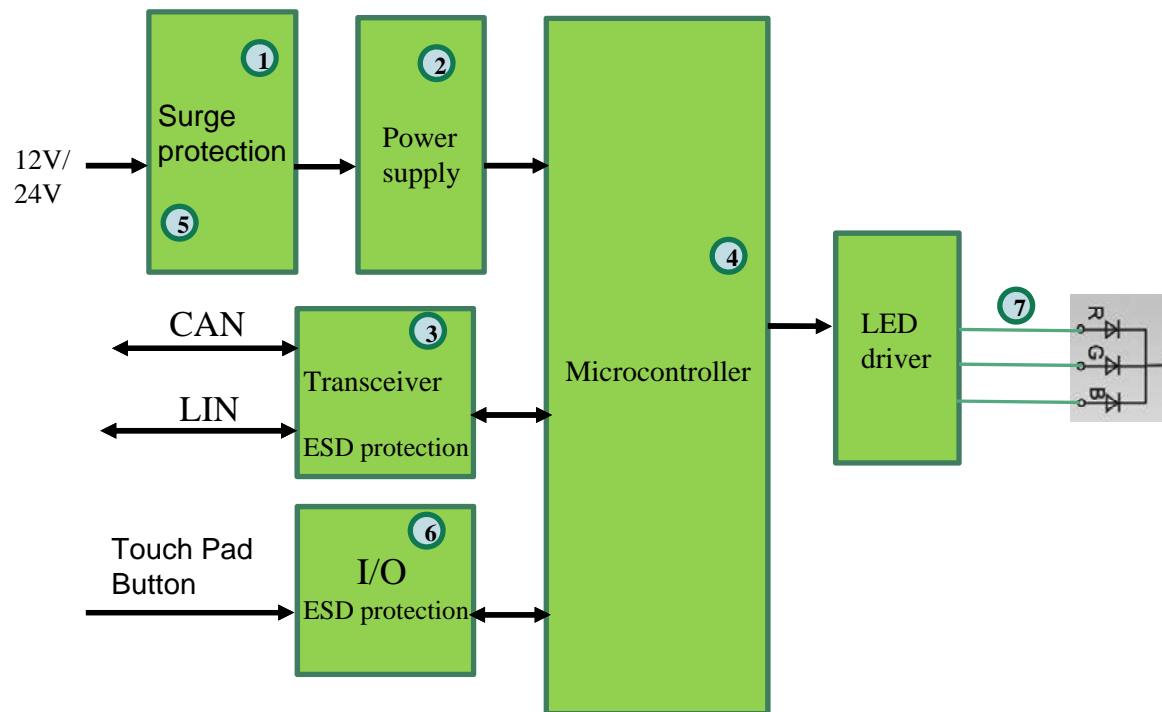 1
Surge
protection
5
12V/
24V
2
Power
supply
CAN
LIN
3
Transceiver
ESD protection
Touch Pad
Button
6
I/O
ESD protection
4
Microcontroller
LED
driver
7
R
G
B